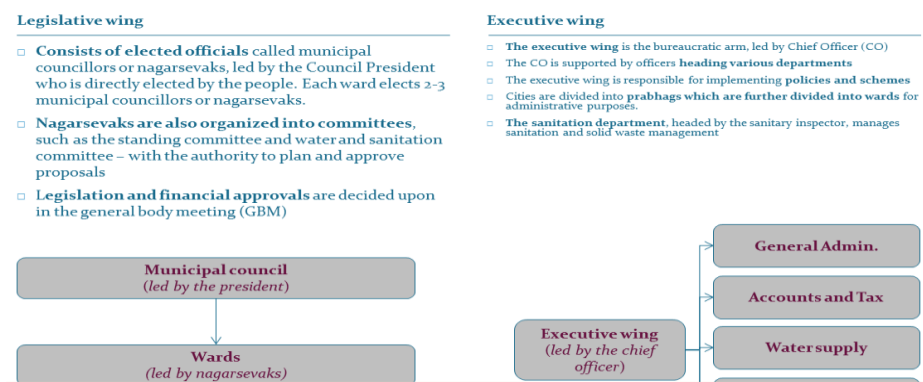 Legislative wing
Consists of elected officials called municipal
councillors or nagarsevaks, led by the Council President
who is directly elected by the people. Each ward elects 2-3
municipal councillors or nagarsevaks.
Nagarsevaks are also organized into committees,
such as the standing committee and water and sanitation
committee – with the authority to plan and approve
proposals
Legislation and financial approvals are decided upon
in the general body meeting (GBM)
Municipal council
(led by the president)
Wards
(led by nagarsevaks)
Executive wing
The executive wing is the bureaucratic arm, led by Chief Officer (CO)
The CO is supported by officers heading various departments
The executive wing is responsible for implementing policies and schemes
Cities are divided into prabhags which are further divided into wards for
administrative purposes.
The sanitation department, headed by the sanitary inspector, manages
sanitation and solid waste management
Executive wing
(led by the chief
officer)
General Admin.
Accounts and Tax
Water supply